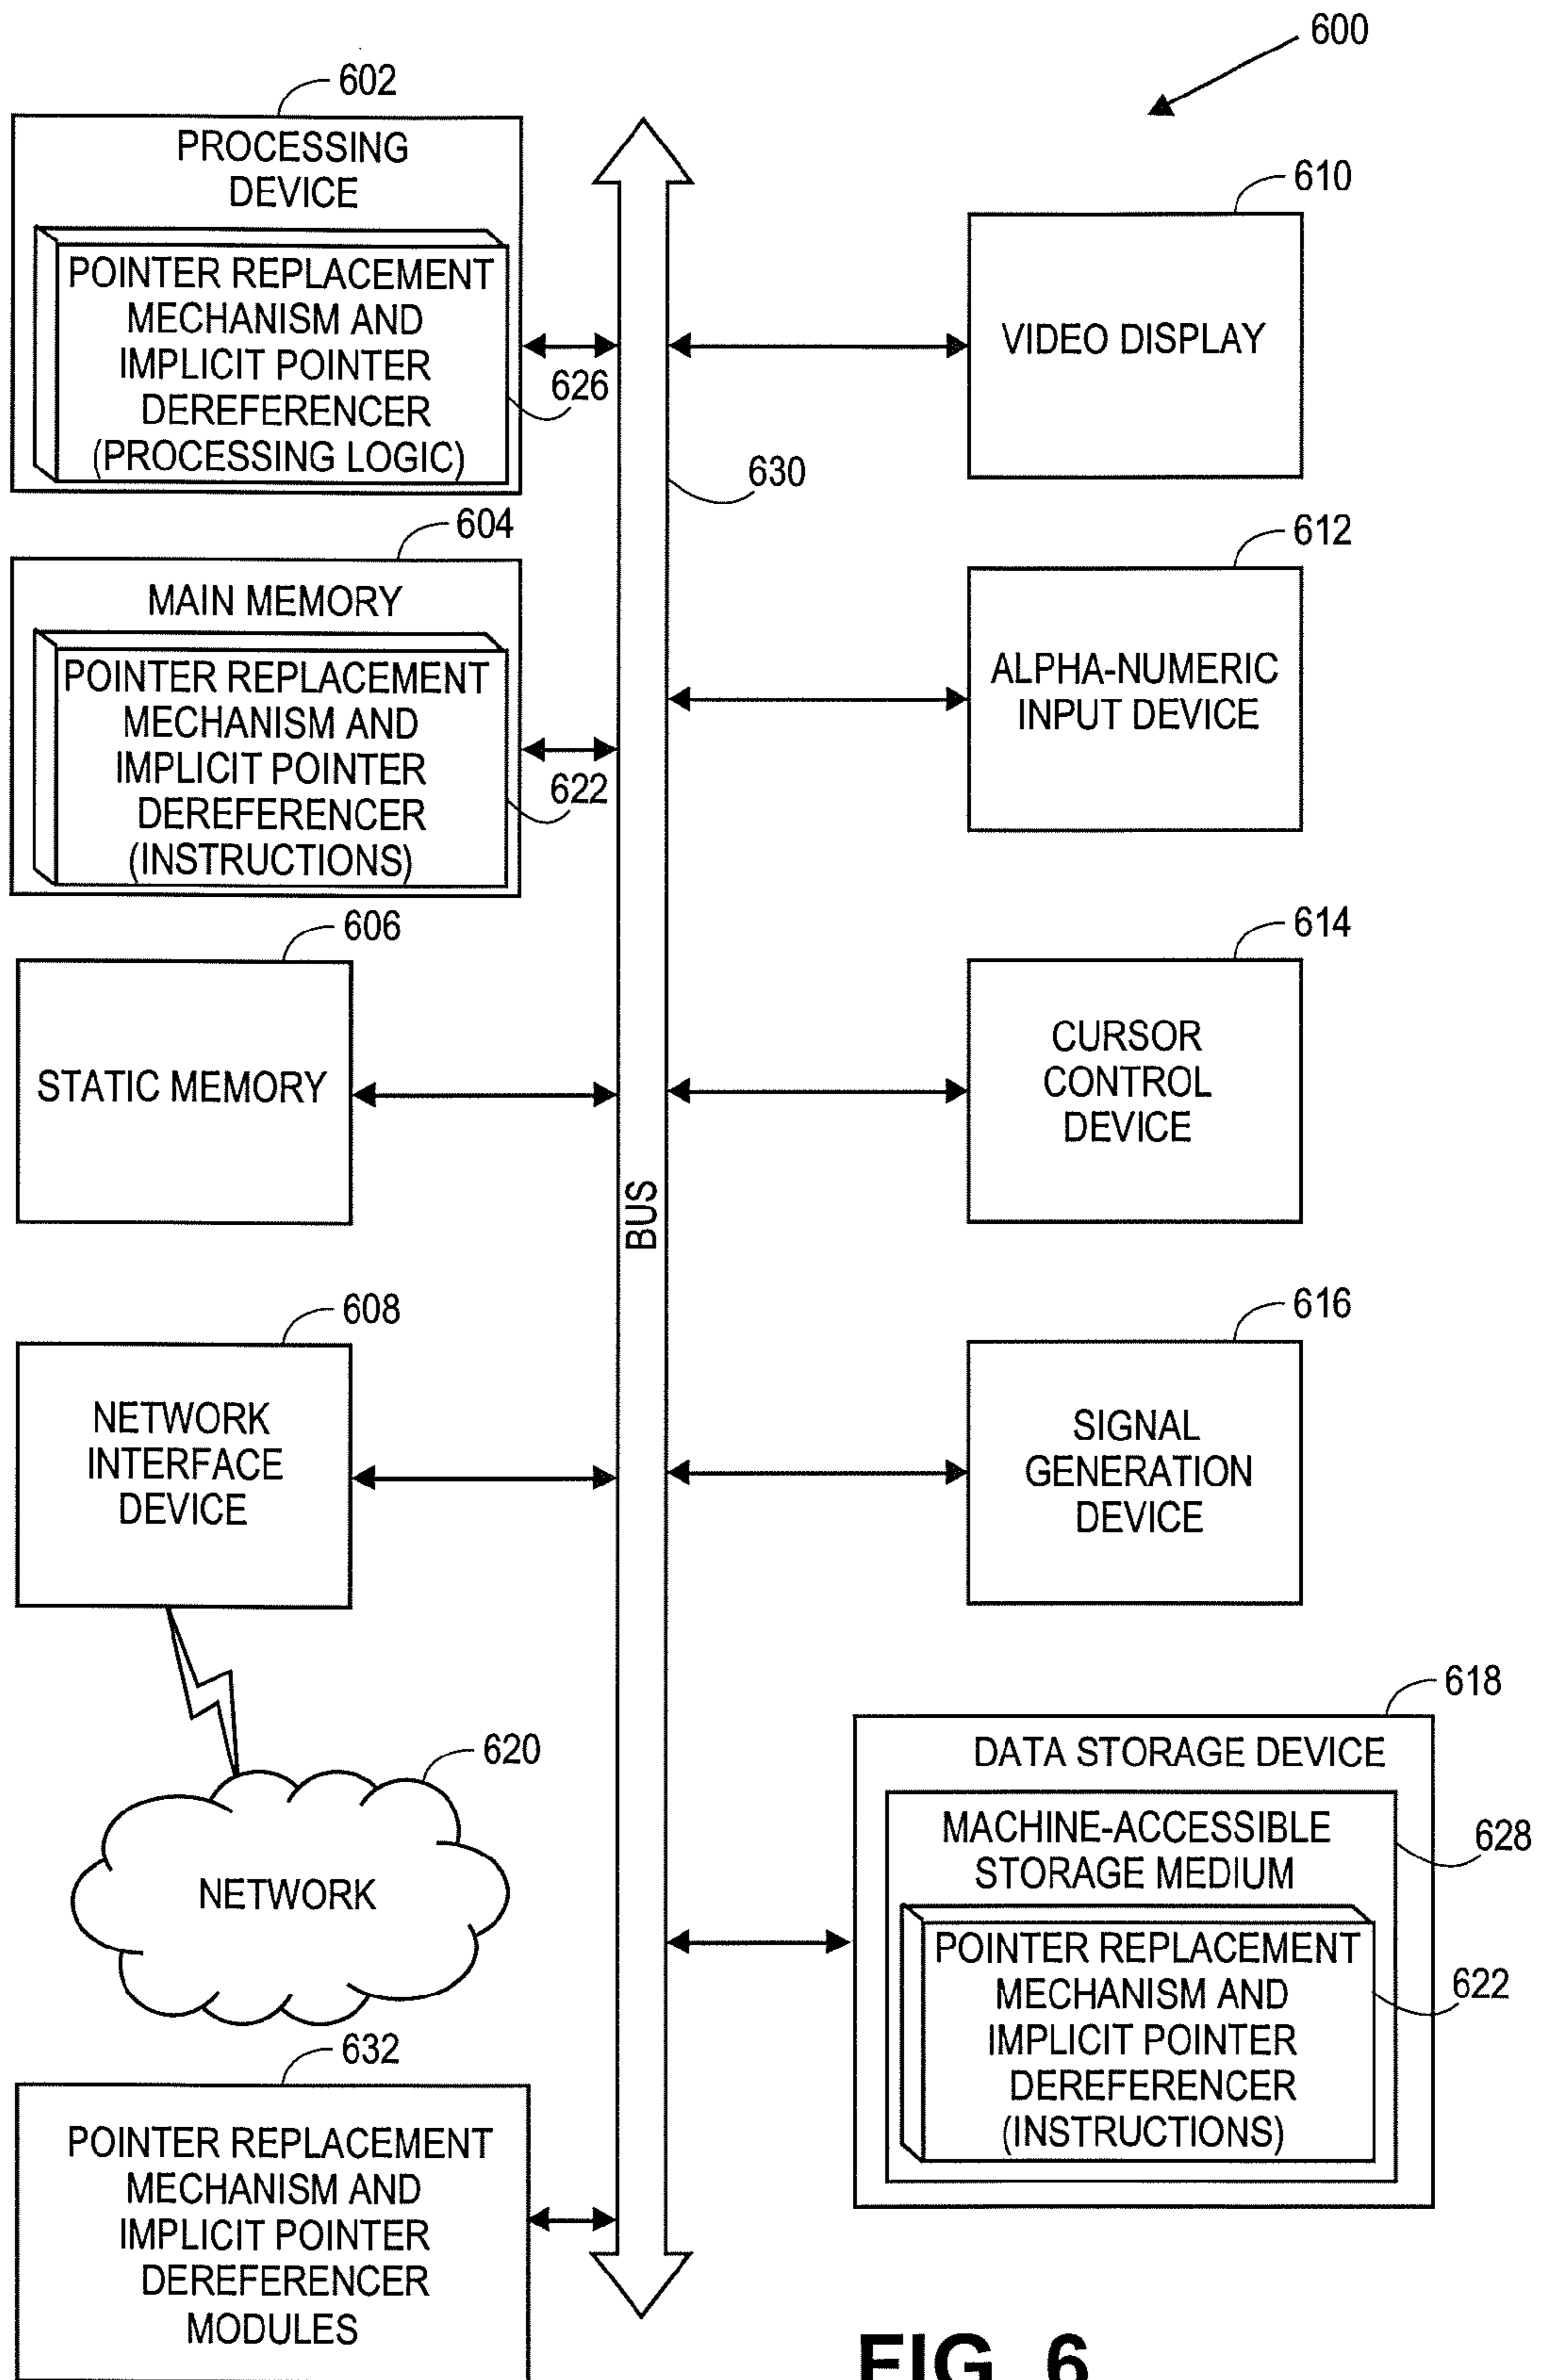 600
602
PROCESSING
DEVICE
POINTER REPLACEMENT
MECHANISM AND
IMPLICIT POINTER
DEREFERENCER
(PROCESSING LOGIC)
626
610
VIDEO DISPLAY
630
604
MAIN MEMORY
POINTER REPLACEMENT
MECHANISM AND
IMPLICIT POINTER
DEREFERENCER
(INSTRUCTIONS)
622
612
ALPHA-NUMERIC
INPUT DEVICE
606
STATIC MEMORY
614
CURSOR
CONTROL
DEVICE
BUS
608
NETWORK
INTERFACE
DEVICE
616
SIGNAL
GENERATION
DEVICE
620
NETWORK
618
DATA STORAGE DEVICE
MACHINE-ACCESSIBLE
STORAGE MEDIUM
628
POINTER REPLACEMENT
MECHANISM AND
IMPLICIT POINTER
DEREFERENCER
(INSTRUCTIONS)
622
632
POINTER REPLACEMENT
MECHANISM AND
IMPLICIT POINTER
DEREFERENCER
MODULES
FIG. 6